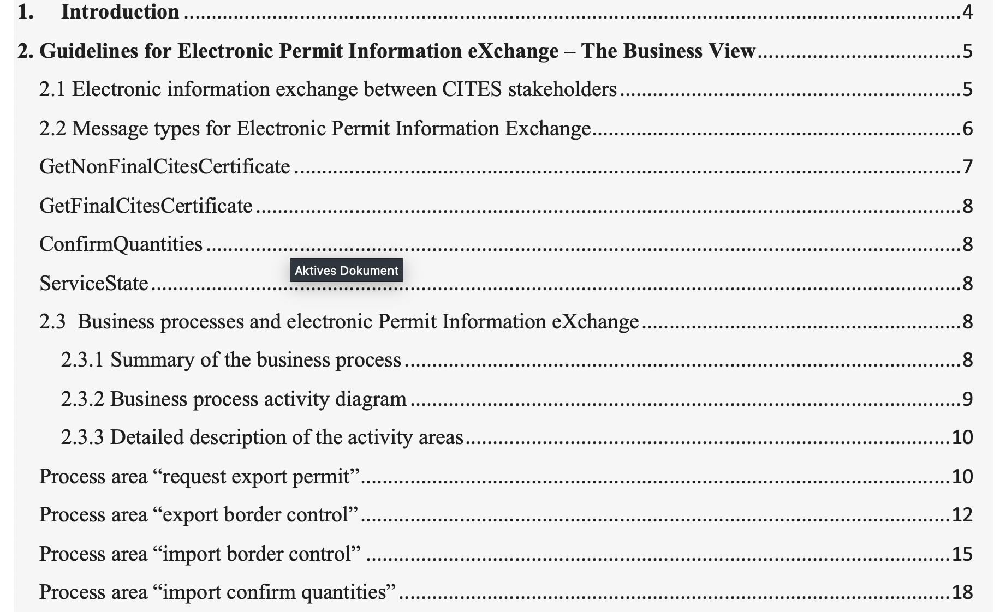 1. Introduction ........ 4
2. Guidelines for Electronic Permit Information eXchange – The Business View ........ 5
2.1 Electronic information exchange between CITES stakeholders ........ 5
2.2 Message types for Electronic Permit Information Exchange ........ 6
GetNonFinalCitesCertificate ........ 7
GetFinalCitesCertificate ........ 8
ConfirmQuantities ........ 8
Aktives Dokument
ServiceState ........ 8
2.3 Business processes and electronic Permit Information eXchange ........ 8
2.3.1 Summary of the business process ........ 8
2.3.2 Business process activity diagram ........ 9
2.3.3 Detailed description of the activity areas ........ 10
Process area “request export permit” ........ 10
Process area “export border control” ........ 12
Process area “import border control” ........ 15
Process area “import confirm quantities” ........ 18